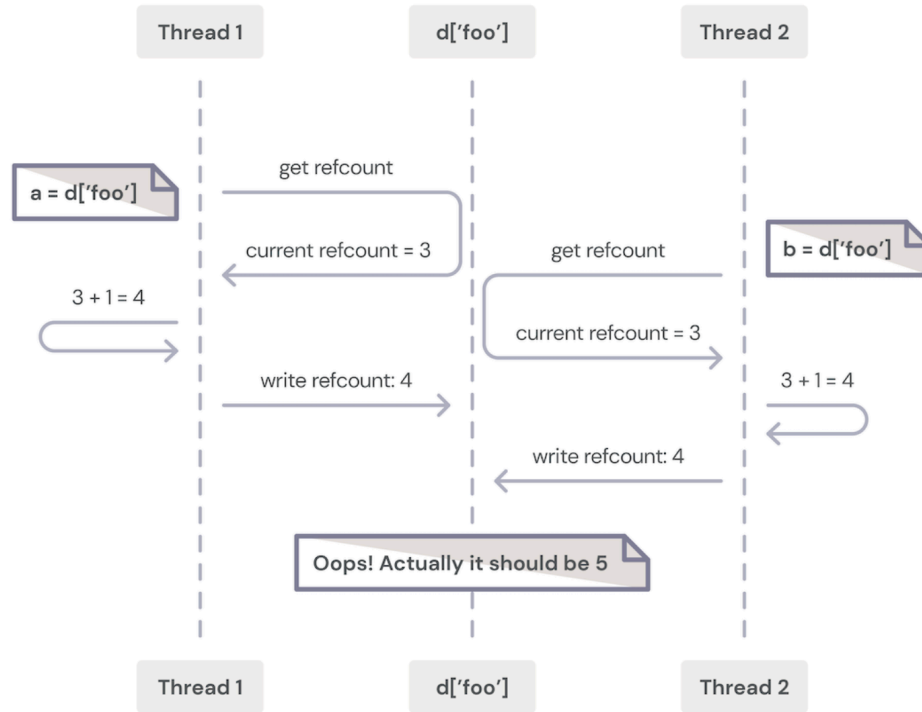 Thread 1
d['foo']
Thread 2
get refcount
a = d['foo']
current refcount = 3
get refcount
b = d['foo']
3 + 1 = 4
current refcount = 3
write refcount: 4
3 + 1 = 4
write refcount: 4
Oops! Actually it should be 5
Thread 1
d['foo']
Thread 2